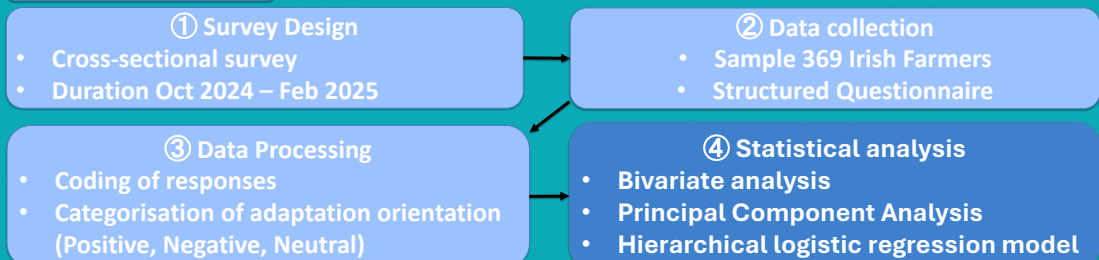 ① Survey Design
• Cross-sectional survey
• Duration Oct 2024 – Feb 2025
② Data collection
• Sample 369 Irish Farmers
• Structured Questionnaire
③ Data Processing
• Coding of responses
• Categorisation of adaptation orientation
(Positive, Negative, Neutral)
④ Statistical analysis
• Bivariate analysis
• Principal Component Analysis
• Hierarchical logistic regression model